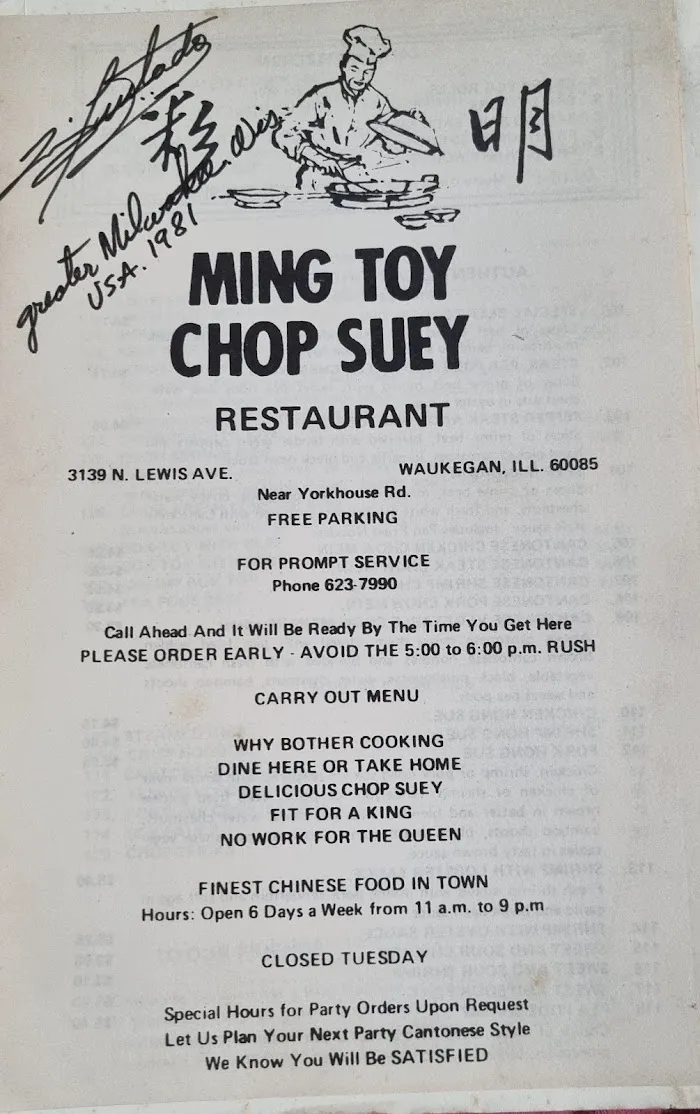 彩
greater Milwaukee. Wis.
USA. 1981
明
MING TOY
CHOP SUEY
RESTAURANT
3139 N. LEWIS AVE. WAUKEGAN, ILL. 60085
Near Yorkhouse Rd.
FREE PARKING
FOR PROMPT SERVICE
Phone 623-7990
Call Ahead And It Will Be Ready By The Time You Get Here
PLEASE ORDER EARLY - AVOID THE 5:00 to 6:00 p.m. RUSH
CARRY OUT MENU
WHY BOTHER COOKING
DINE HERE OR TAKE HOME
DELICIOUS CHOP SUEY
FIT FOR A KING
NO WORK FOR THE QUEEN
FINEST CHINESE FOOD IN TOWN
Hours: Open 6 Days a Week from 11 a.m. to 9 p.m
CLOSED TUESDAY
Special Hours for Party Orders Upon Request
Let Us Plan Your Next Party Cantonese Style
We Know You Will Be SATISFIED